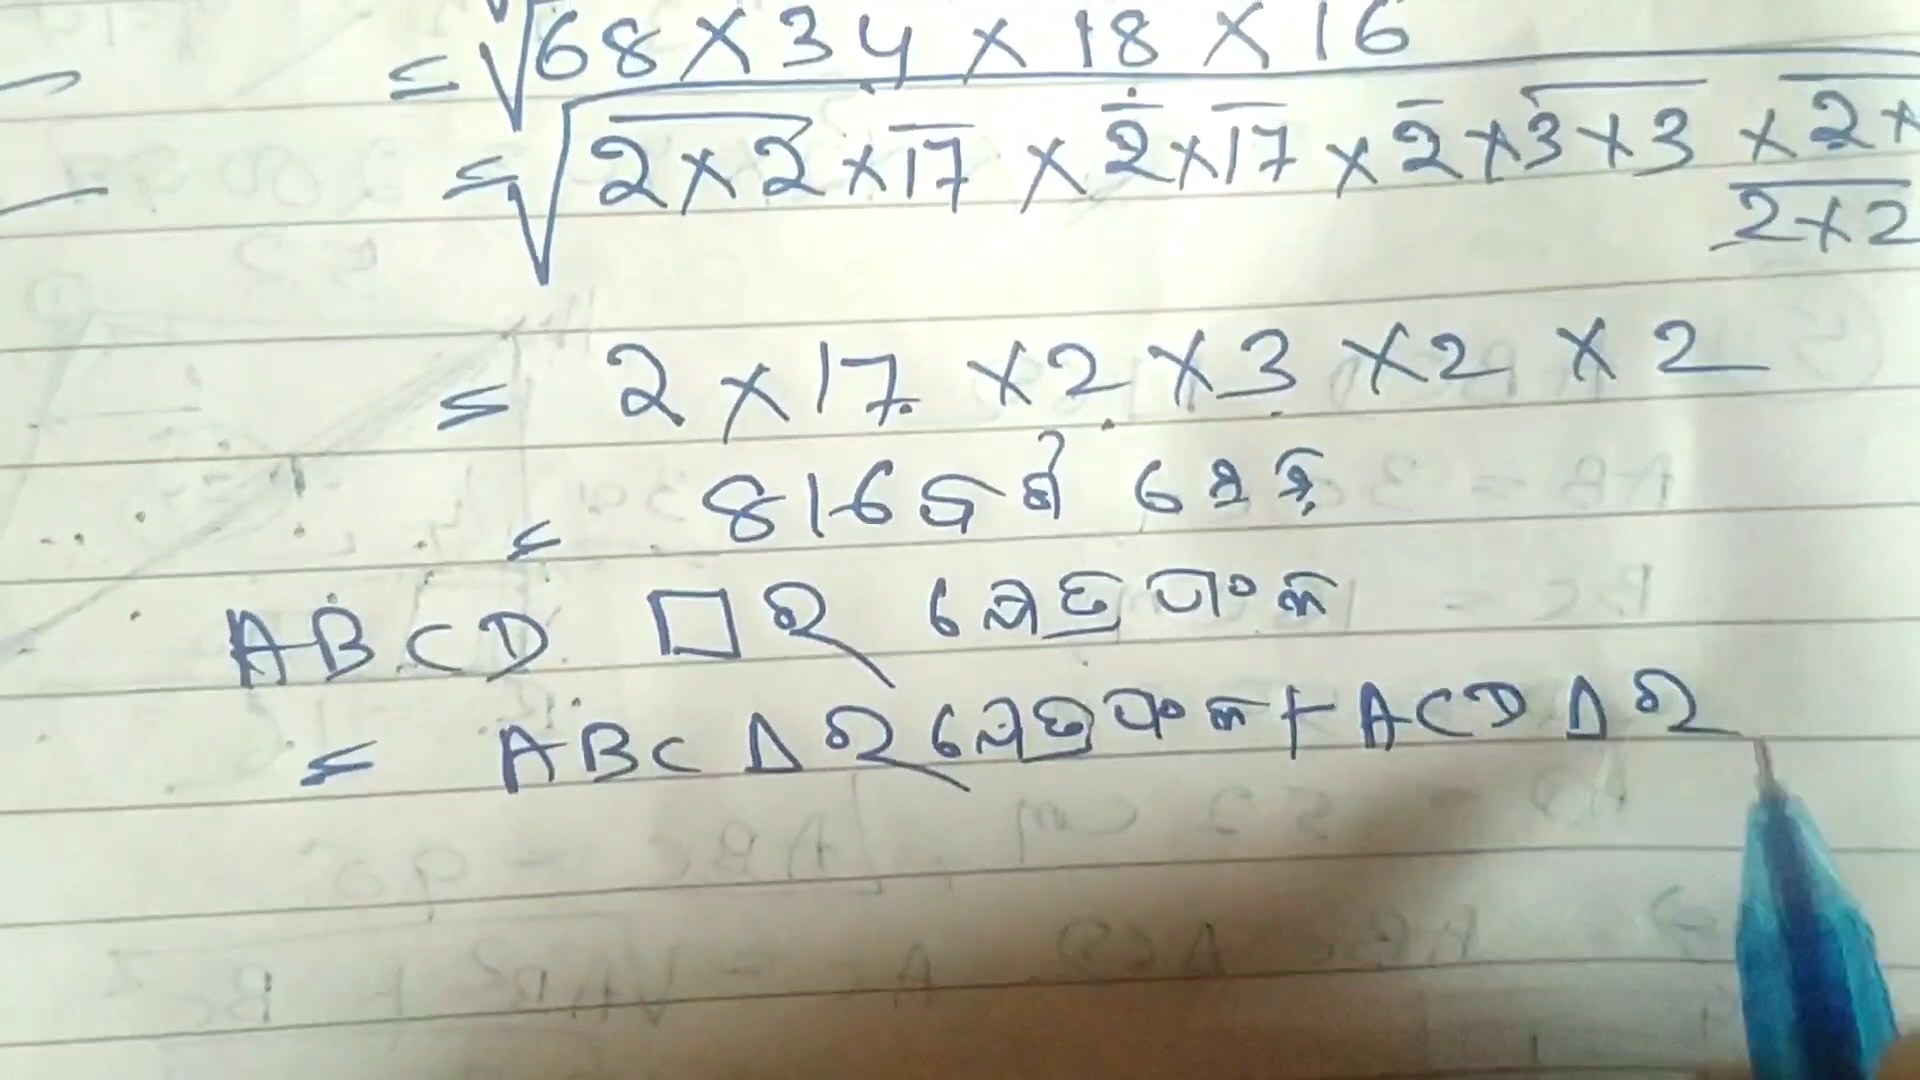 = √68 × 34 × 18 × 16
= √2 × 2 × 17 × 2 × 17 × 2 × 3 × 3 × 2 ×
2 × 2
= 2 × 17 × 2 × 3 × 2 × 2
= 816 ବର୍ଗ ସେମି
ABCD □ର କ୍ଷେତ୍ରଫଳ
= ABC Δ ର କ୍ଷେତ୍ରଫଳ + ACD Δ ର